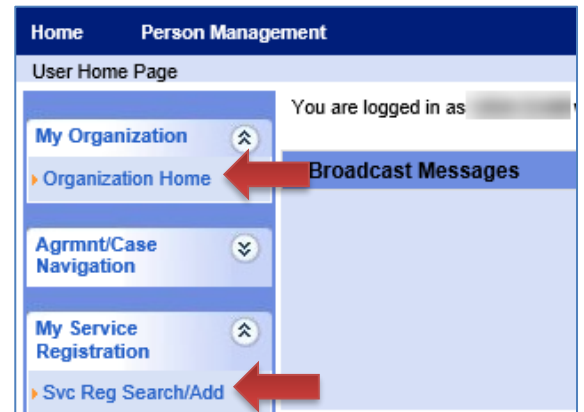 Home Person Management
User Home Page
You are logged in as
My Organization
Organization Home
Broadcast Messages
Agrmnt/Case
Navigation
My Service
Registration
Svc Reg Search/Add